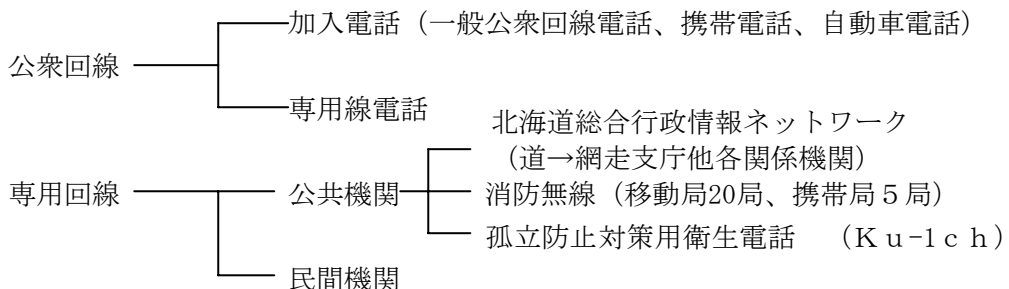 加入電話（一般公衆回線電話、携帯電話、自動車電話）
公衆回線
専用線電話
北海道総合行政情報ネットワーク
（道→網走支庁他各関係機関）
専用回線 公共機関 消防無線（移動局20局、携帯局５局）
孤立防止対策用衛生電話 （Ｋｕ-1ｃｈ）
民間機関